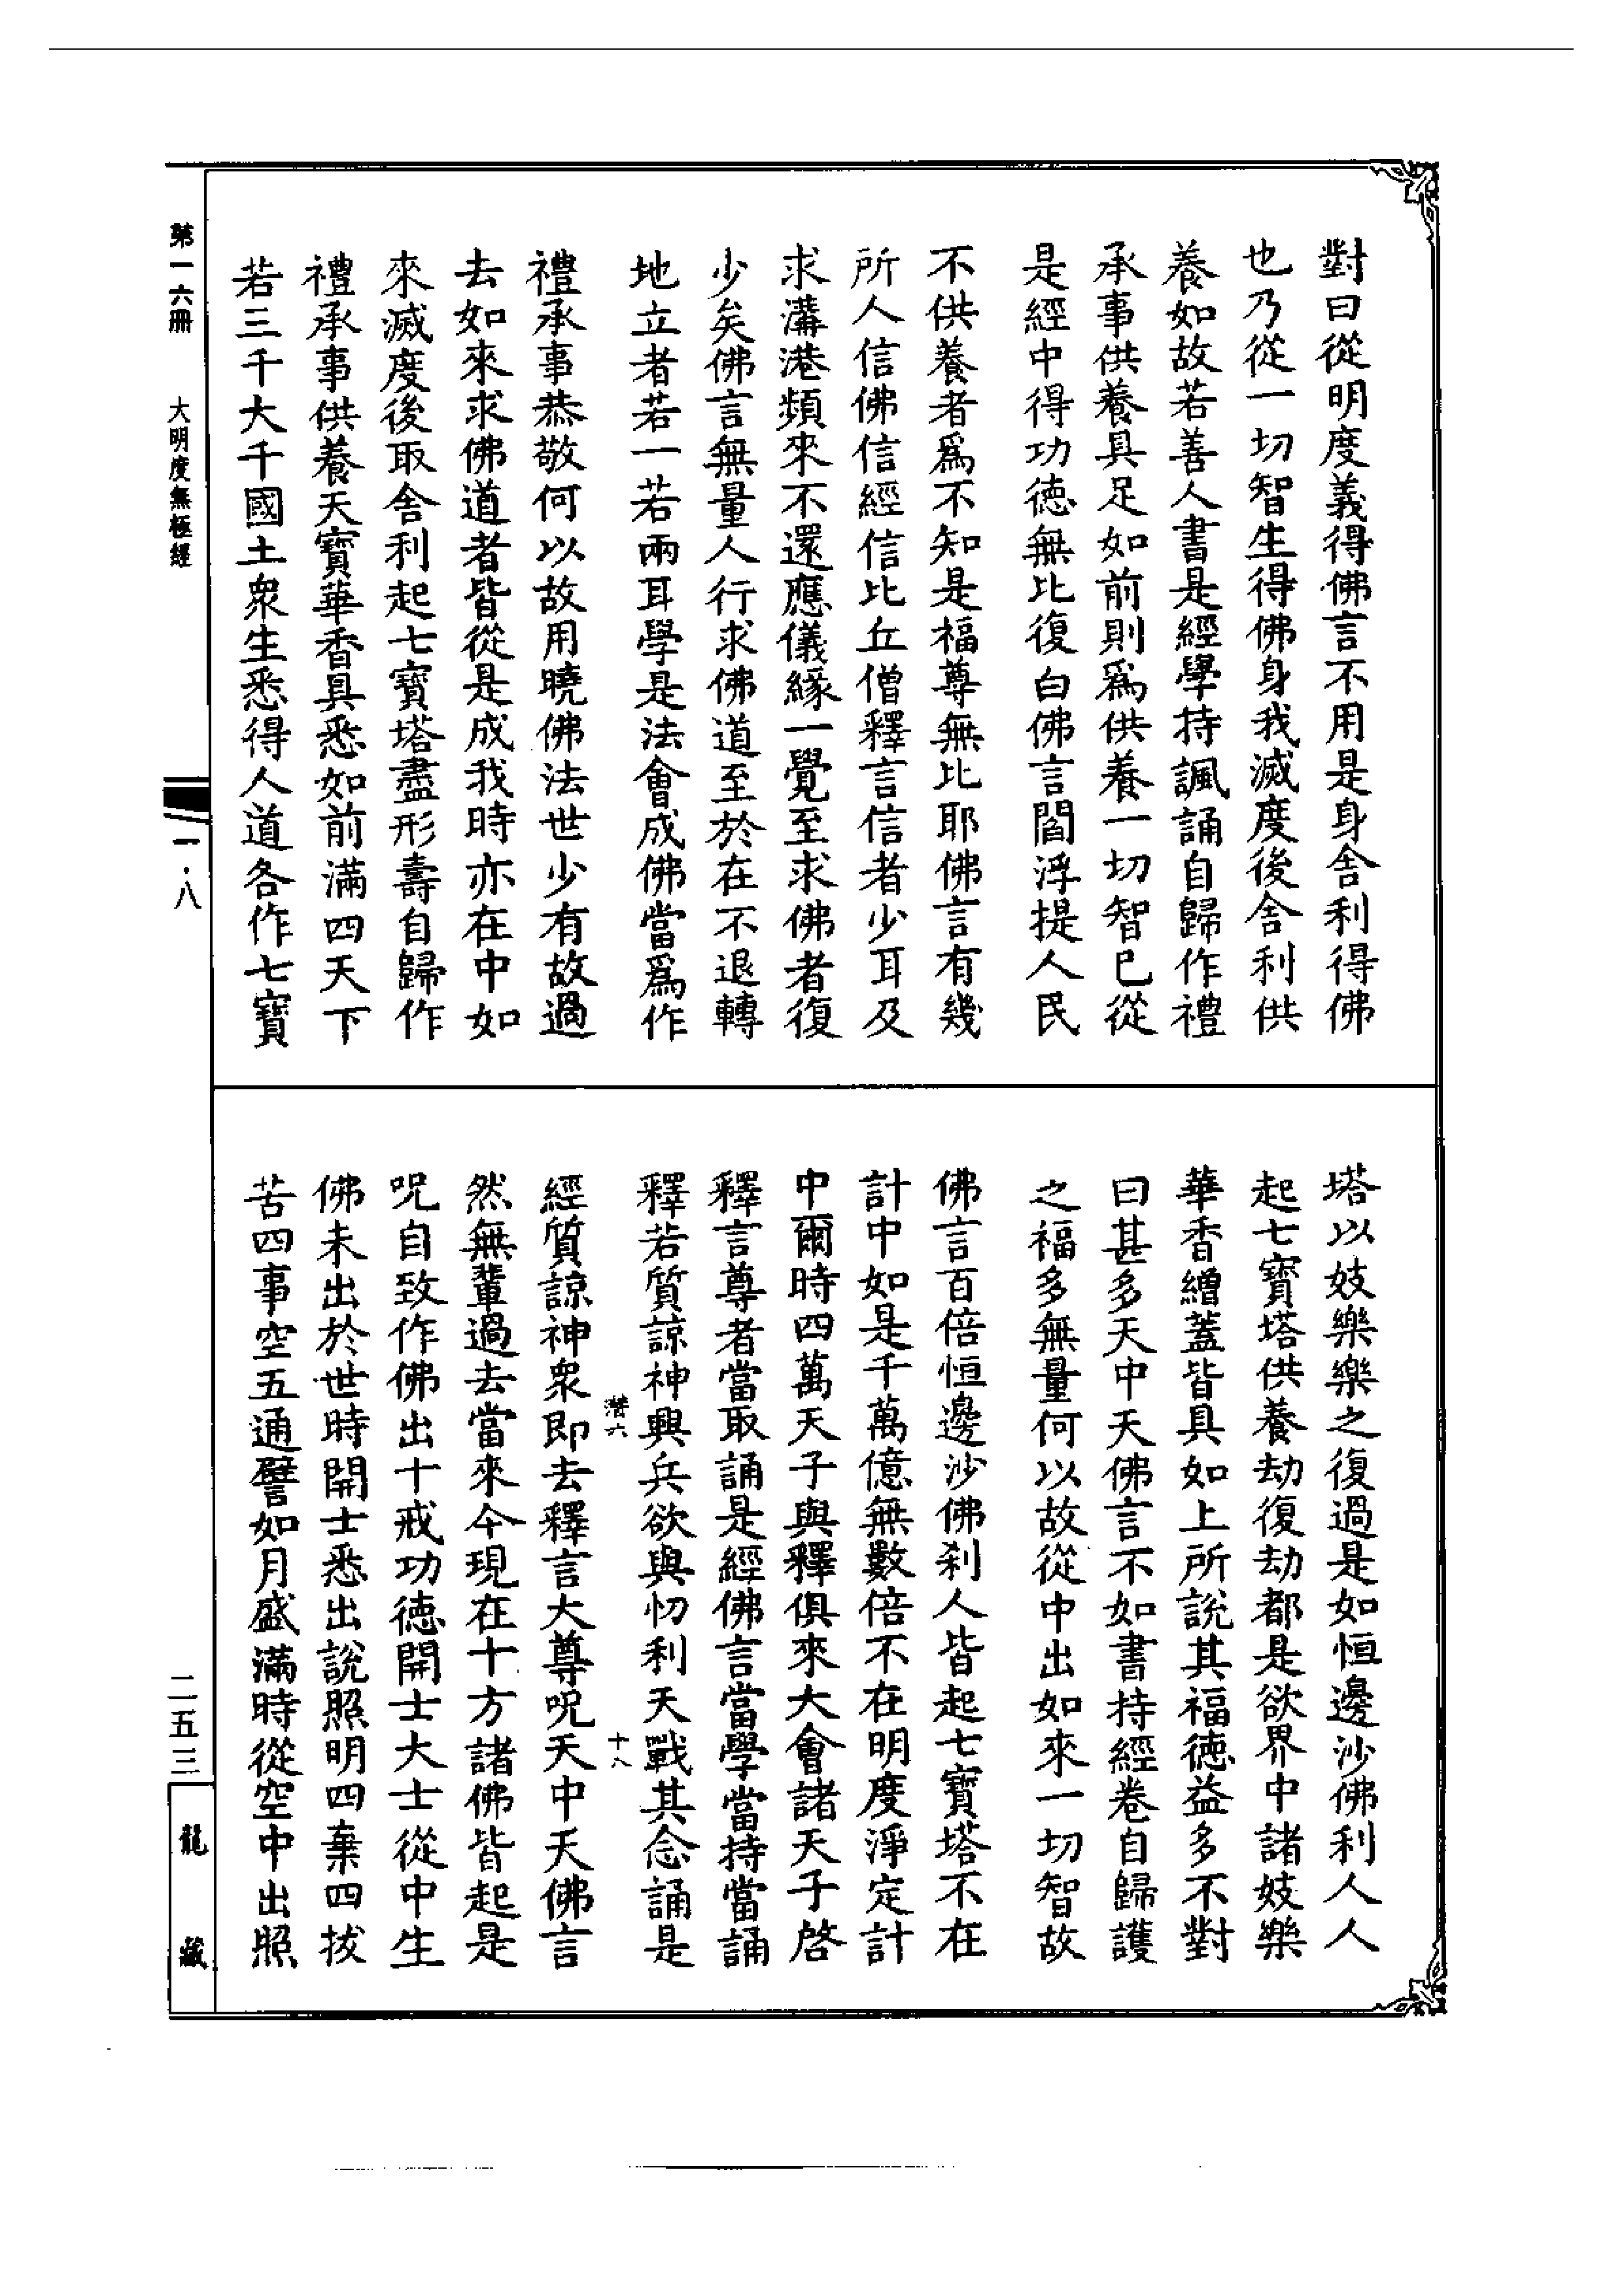 對曰從明度義得佛言不用是身舍利得佛
也乃從一切智生得佛身我滅度後舍利供
養如故若善人書是經學持諷誦自歸作禮
承事供養具足如前則爲供養一切智已從
是經中得功德無比復白佛言閻浮提人民
不供養者爲不知是福尊無比耶佛言有幾
所人信佛信經信比丘僧釋言信者少耳及
求溝港頻來不還應儀緣一覺至求佛者復
少矣佛言無量人行求佛道至於在不退轉
地立者若一若兩耳學是法會成佛當爲作
禮承事恭敬何以故用曉佛法世少有故過
去如來求佛道者皆從是成我時亦在中如
來滅度後取舍利起七寶塔盡形壽自歸作
禮承事供養天寶華香具悉如前滿四天下
若三千大千國土衆生悉得人道各作七寶
塔以妓樂樂之復過是如恒邊沙佛利人人
起七寶塔供養劫復劫都是欲界中諸妓樂
華香繒蓋皆具如上所說其福德益多不對
曰甚多天中天佛言不如書持經卷自歸護
之福多無量何以故從中出如來一切智故
佛言百倍恒邊沙佛刹人皆起七寶塔不在
計中如是千萬億無數倍不在明度淨定計
中爾時四萬天子與釋俱來大會諸天子啓
釋言尊者當取誦是經佛言當學當持當誦
釋若質諒神興兵欲與忉利天戰其念誦是
潛六 十八
經質諒神衆即去釋言大尊呪天中天佛言
然無輩過去當來今現在十方諸佛皆起是
呪自致作佛出十戒功德開士大士從中生
佛未出於世時開士悉出說照明四棄四拔
苦四事空五通譬如月盛滿時從空中出照
第一六冊 大明度無極經
一·八
二五三
龍藏